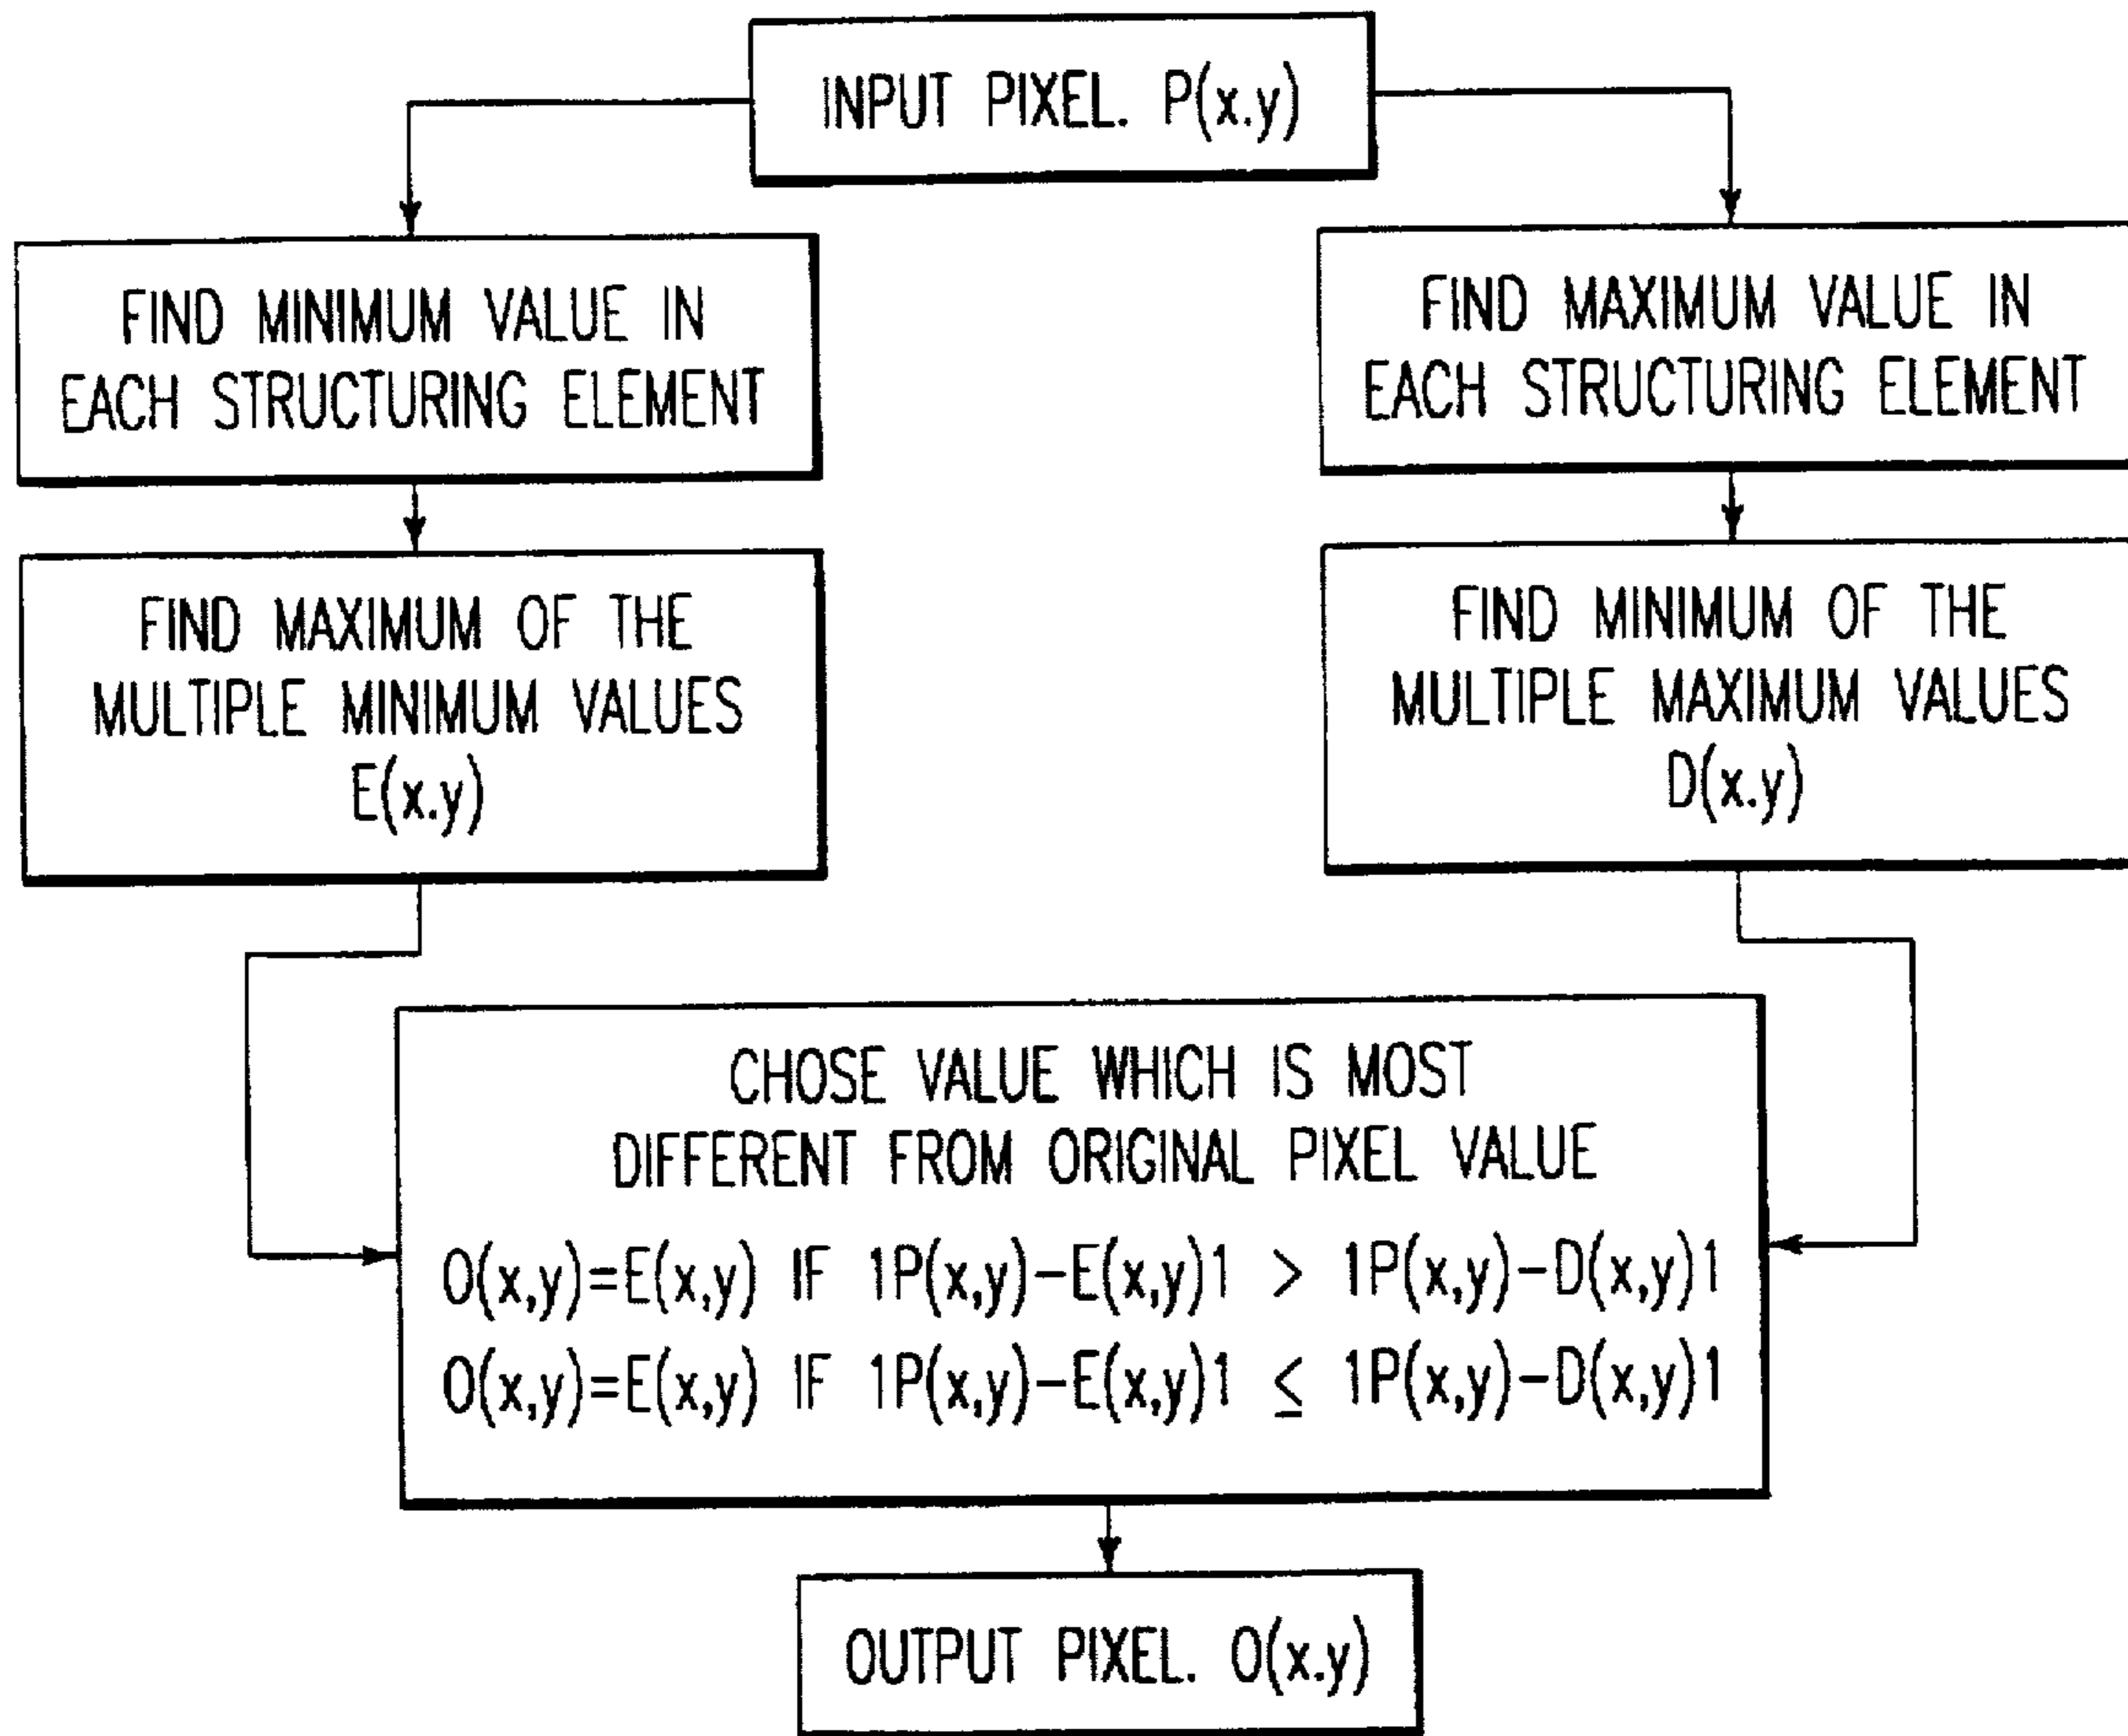 INPUT PIXEL. P(x.y)
FIND MINIMUM VALUE IN
EACH STRUCTURING ELEMENT
FIND MAXIMUM VALUE IN
EACH STRUCTURING ELEMENT
FIND MAXIMUM OF THE
MULTIPLE MINIMUM VALUES
E(x.y)
FIND MINIMUM OF THE
MULTIPLE MAXIMUM VALUES
D(x.y)
CHOSE VALUE WHICH IS MOST
DIFFERENT FROM ORIGINAL PIXEL VALUE
O(x,y)=E(x,y) IF 1P(x,y)-E(x,y)1 > 1P(x,y)-D(x,y)1
O(x,y)=E(x,y) IF 1P(x,y)-E(x,y)1 ≤ 1P(x,y)-D(x,y)1
OUTPUT PIXEL. O(x.y)